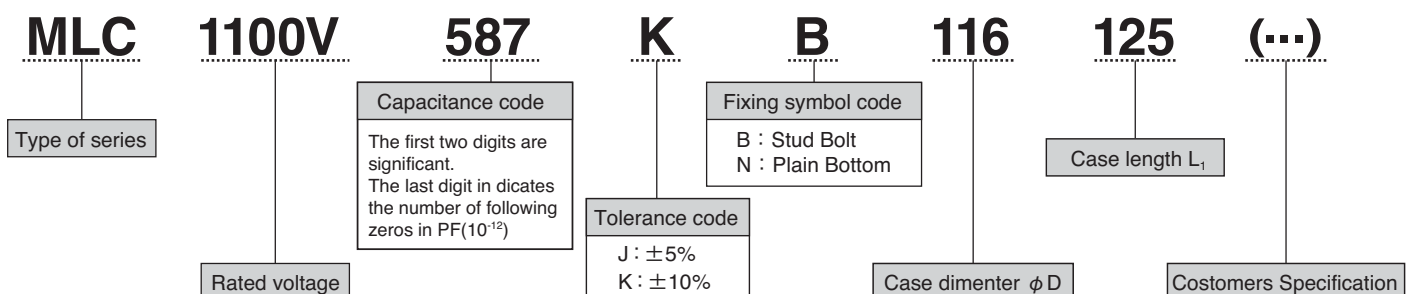 MLC 1100V 587 K B 116 125 (···)
Type of series
Rated voltage
Capacitance code
The first two digits are
significant.
The last digit in dicates
the number of following
zeros in PF(10⁻¹²)
Tolerance code
J：±5%
K：±10%
Fixing symbol code
B：Stud Bolt
N：Plain Bottom
Case dimenter φD
Case length L₁
Costomers Specification